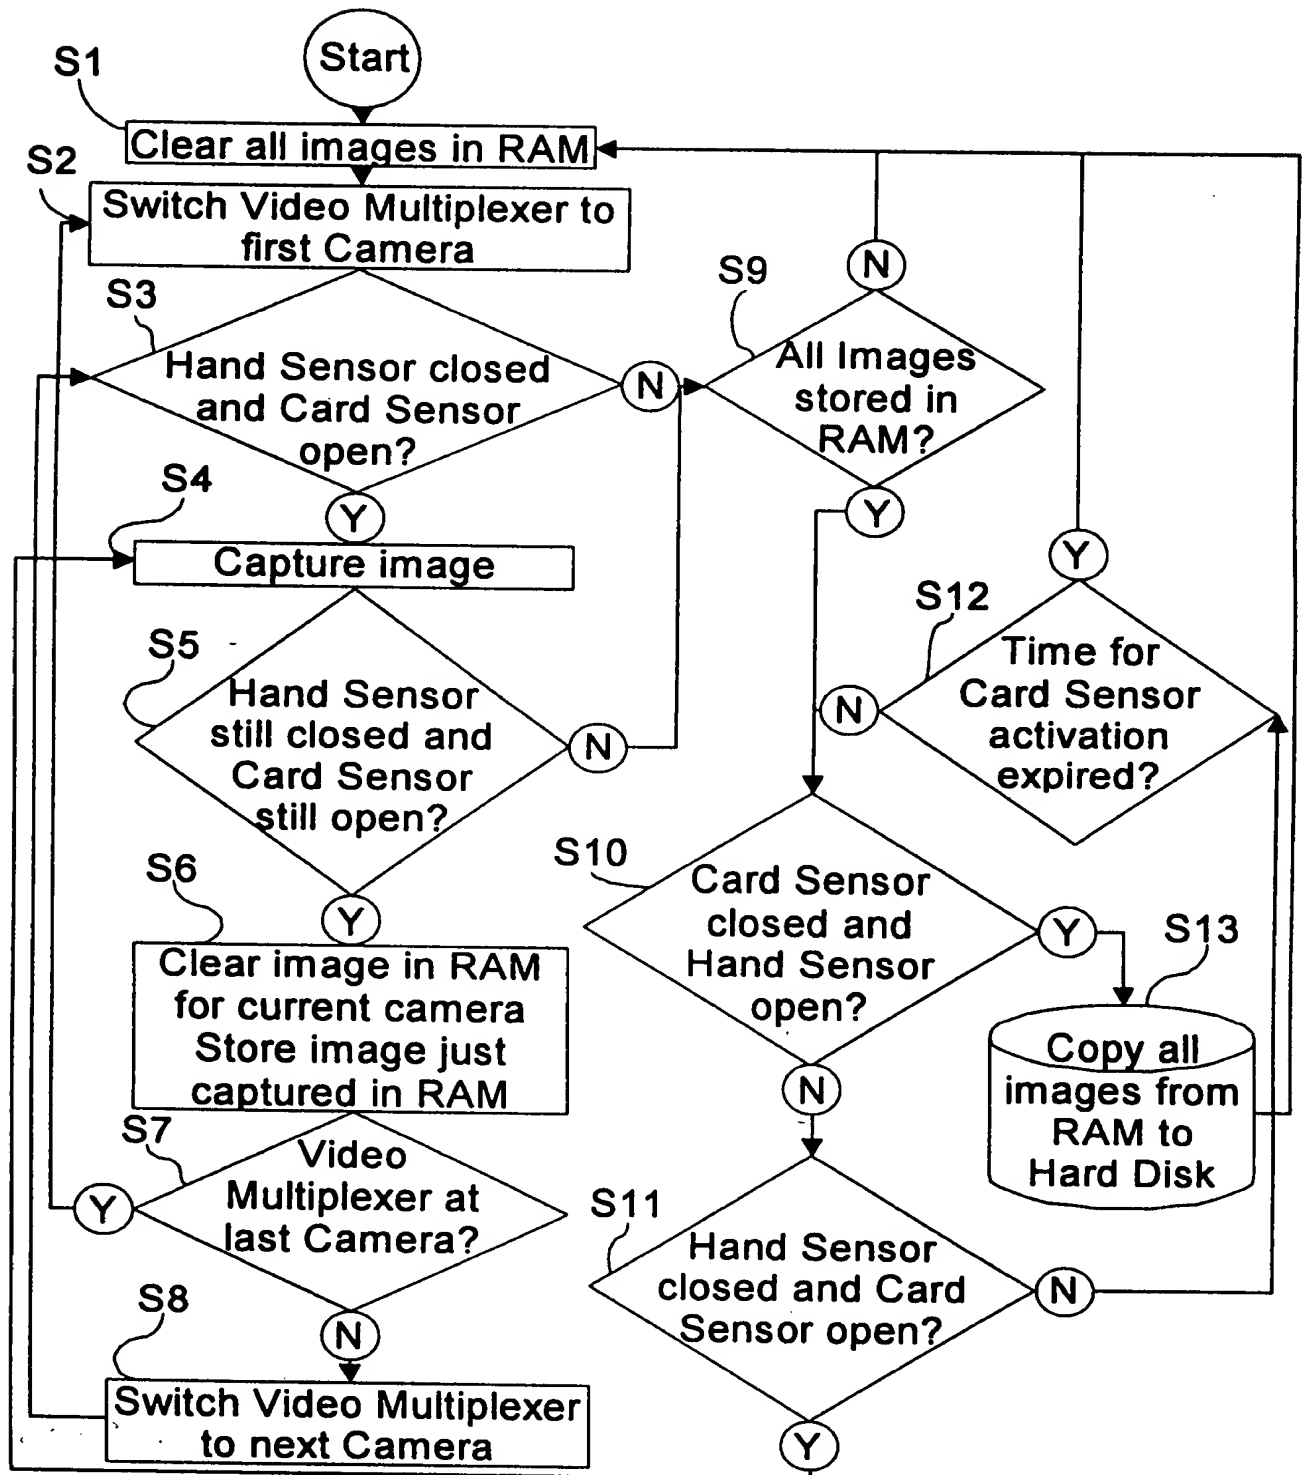 Start
S1
Clear all images in RAM
S2
Switch Video Multiplexer to
first Camera
S3
Hand Sensor closed
and Card Sensor
open?
N
Y
S4
Capture image
S5
Hand Sensor
still closed and
Card Sensor
still open?
N
Y
S6
Clear image in RAM
for current camera
Store image just
captured in RAM
S7
Video
Multiplexer at
last Camera?
Y
N
S8
Switch Video Multiplexer
to next Camera
S9
N
All Images
stored in
RAM?
Y
S12
Y
Time for
Card Sensor
activation
expired?
N
S10
Card Sensor
closed and
Hand Sensor
open?
Y
N
S13
Copy all
images from
RAM to
Hard Disk
S11
Hand Sensor
closed and Card
Sensor open?
N
Y